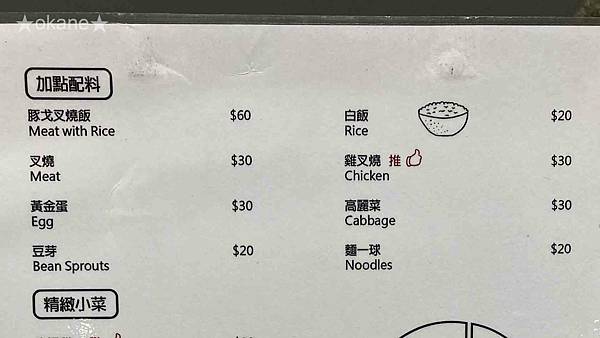 ★okane★
加點配料
豚戈叉燒飯 $60
Meat with Rice
叉燒 $30
Meat
黃金蛋 $30
Egg
豆芽 $20
Bean Sprouts
白飯 $20
Rice
雞叉燒 推 $30
Chicken
高麗菜 $30
Cabbage
麵一球 $20
Noodles
精緻小菜